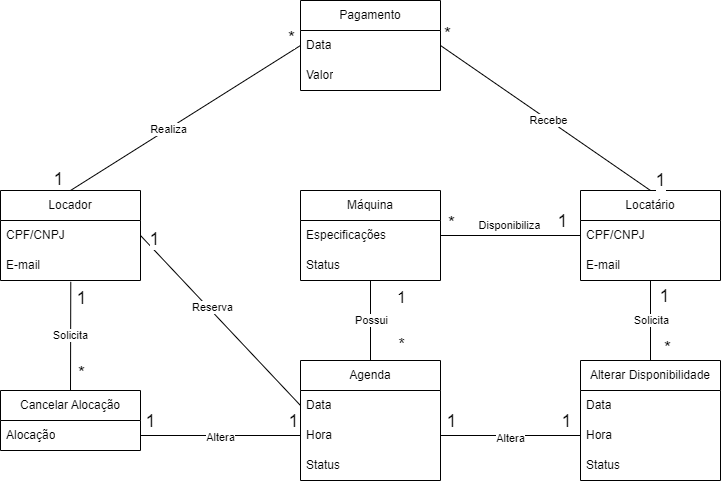 Pagamento
Data
Valor
*
*
Realiza
Recebe
1
1
Locador
CPF/CNPJ
E-mail
Máquina
Especificações
Status
Locatário
CPF/CNPJ
E-mail
*
Disponibiliza
1
1
Reserva
1
Solicita
*
1
Possui
*
1
Solicita
*
Cancelar Alocação
Alocação
Agenda
Data
Hora
Status
Alterar Disponibilidade
Data
Hora
Status
1
Altera
1
1
Altera
1